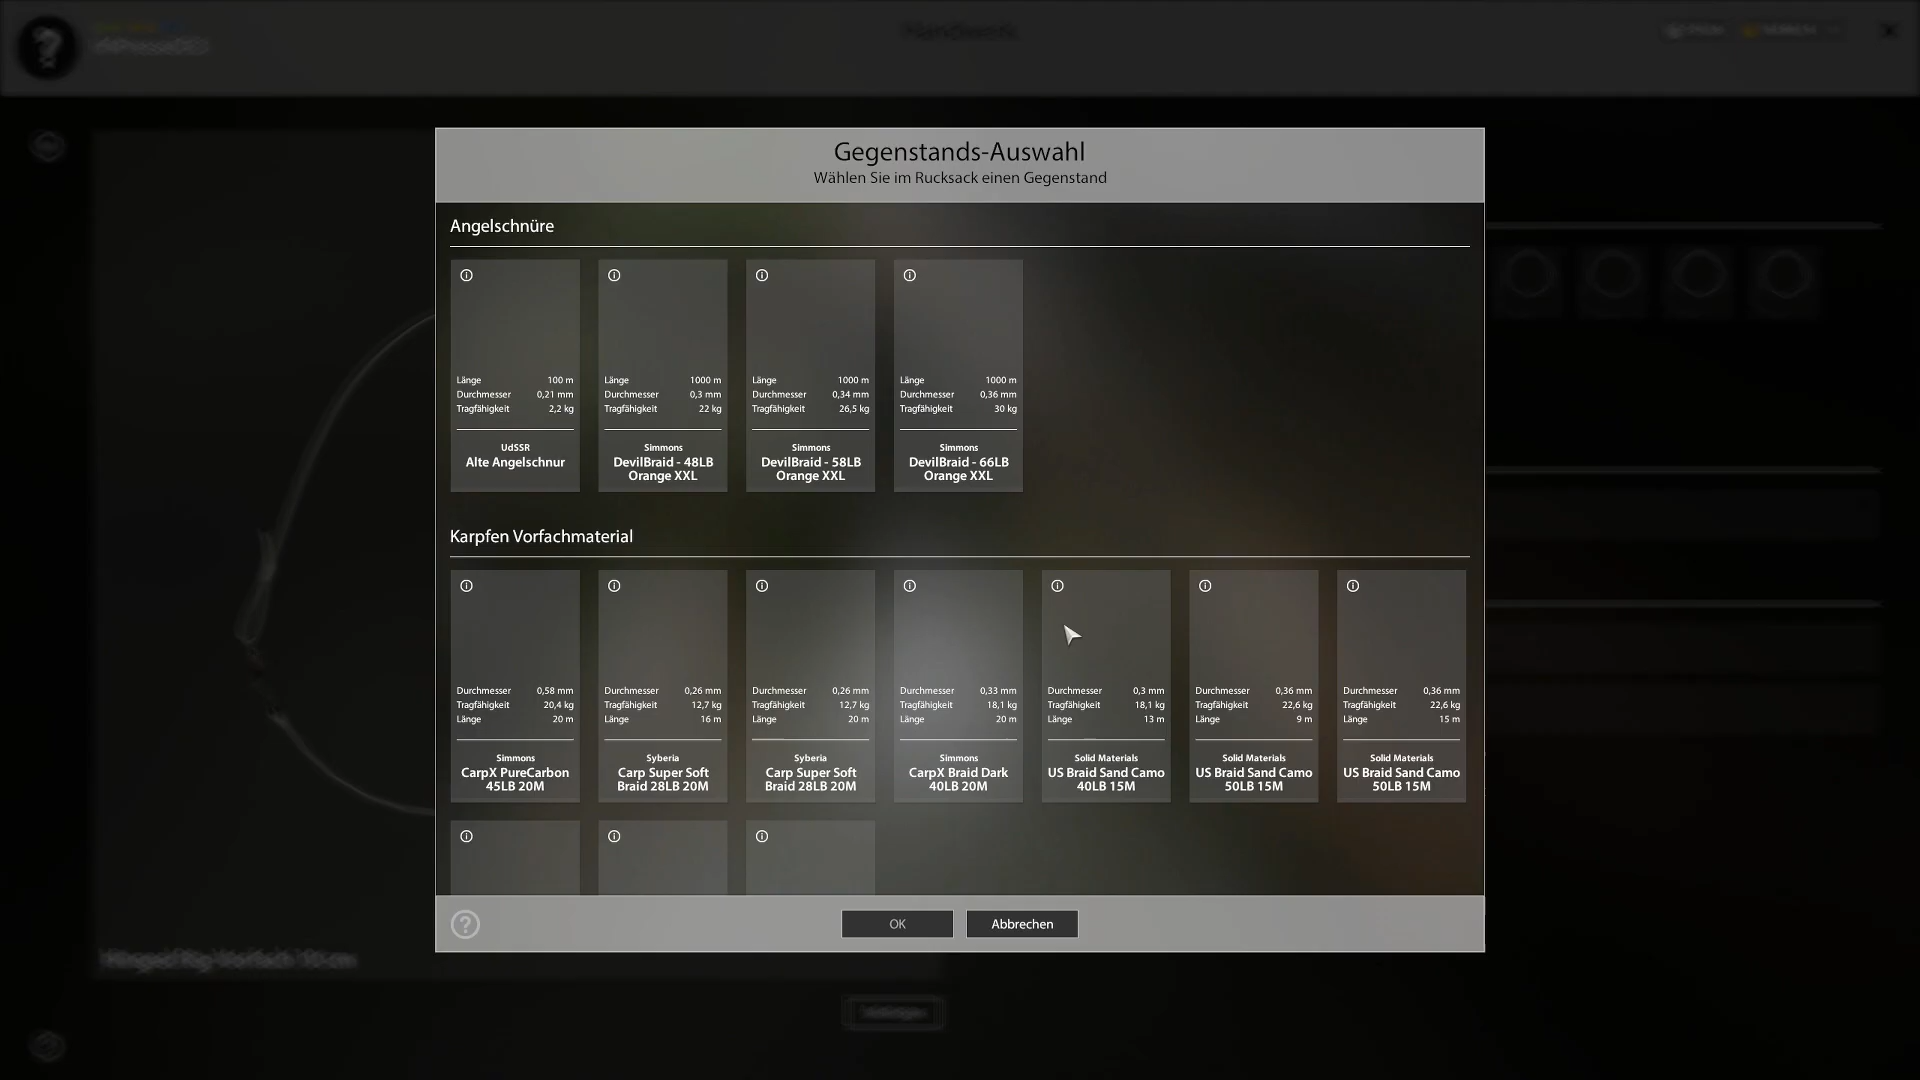 Gegenstands-Auswahl
Wählen Sie im Rucksack einen Gegenstand
Angelschnüre
Länge 100 m
Durchmesser 0,21 mm
Tragfähigkeit 2,2 kg
UdSSR
Alte Angelschnur
Länge 1000 m
Durchmesser 0,3 mm
Tragfähigkeit 22 kg
Simmons
DevilBraid - 48LB
Orange XXL
Länge 1000 m
Durchmesser 0,34 mm
Tragfähigkeit 26,5 kg
Simmons
DevilBraid - 58LB
Orange XXL
Länge 1000 m
Durchmesser 0,36 mm
Tragfähigkeit 30 kg
Simmons
DevilBraid - 66LB
Orange XXL
Karpfen Vorfachmaterial
Durchmesser 0,58 mm
Tragfähigkeit 20,4 kg
Länge 20 m
Simmons
CarpX PureCarbon
45LB 20M
Durchmesser 0,26 mm
Tragfähigkeit 12,7 kg
Länge 16 m
Syberia
Carp Super Soft
Braid 28LB 20M
Durchmesser 0,26 mm
Tragfähigkeit 12,7 kg
Länge 20 m
Syberia
Carp Super Soft
Braid 28LB 20M
Durchmesser 0,33 mm
Tragfähigkeit 18,1 kg
Länge 20 m
Simmons
CarpX Braid Dark
40LB 20M
Durchmesser 0,3 mm
Tragfähigkeit 18,1 kg
Länge 13 m
Solid Materials
US Braid Sand Camo
40LB 15M
Durchmesser 0,36 mm
Tragfähigkeit 22,6 kg
Länge 9 m
Solid Materials
US Braid Sand Camo
50LB 15M
Durchmesser 0,36 mm
Tragfähigkeit 22,6 kg
Länge 15 m
Solid Materials
US Braid Sand Camo
50LB 15M
OK
Abbrechen
Hinged Rig-Vorfach 10 cm